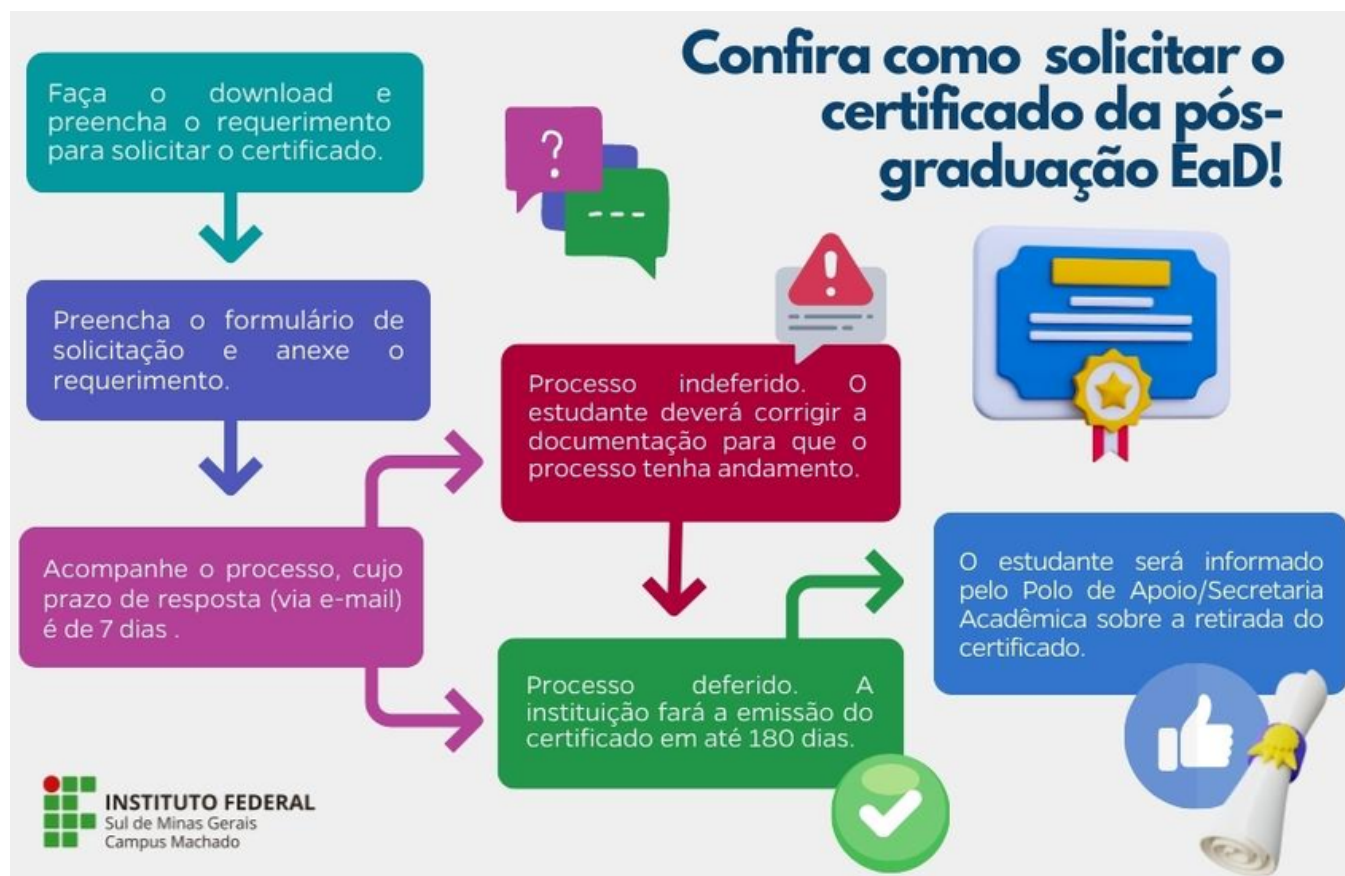 Confira como solicitar o
certificado da pós-
graduação EaD!
Faça o download e
preencha o requerimento
para solicitar o certificado.
Preencha o formulário de
solicitação e anexe o
requerimento.
Acompanhe o processo, cujo
prazo de resposta (via e-mail)
é de 7 dias .
Processo indeferido. O
estudante deverá corrigir a
documentação para que o
processo tenha andamento.
Processo deferido. A
instituição fará a emissão do
certificado em até 180 dias.
O estudante será informado
pelo Polo de Apoio/Secretaria
Acadêmica sobre a retirada do
certificado.
INSTITUTO FEDERAL
Sul de Minas Gerais
Campus Machado